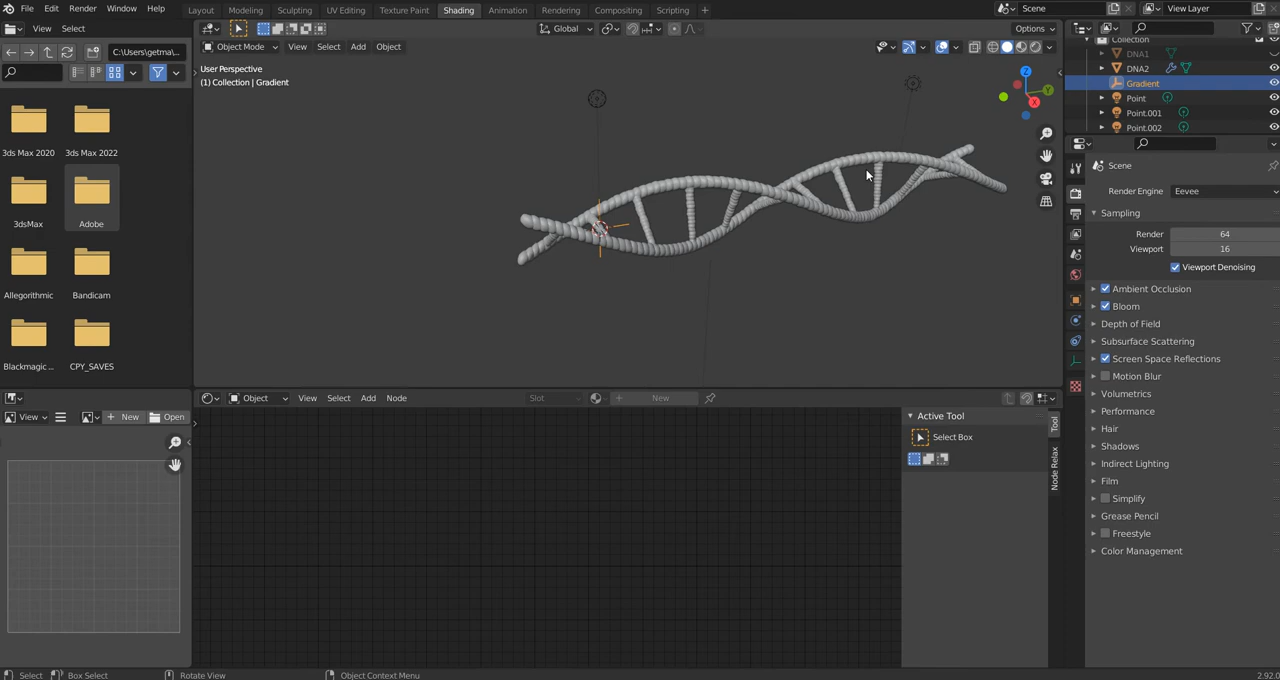 File Edit Render Window Help Layout Modeling Sculpting UV Editing Texture Paint Shading Animation Rendering Compositing Scripting + Scene View Layer
View Select C:\Users\getma\...
Global Options
Object Mode View Select Add Object
User Perspective
(1) Collection | Gradient
3ds Max 2020 3ds Max 2022
3dsMax Adobe
Allegorithmic Bandicam
Blackmagic ... CPY_SAVES
Collection
DNA1
DNA2
Gradient
Point
Point.001
Point.002
Z
Y
X
Scene
Render Engine Eevee
Sampling
Render 64
Viewport 16
Viewport Denoising
Ambient Occlusion
Bloom
Depth of Field
Subsurface Scattering
Screen Space Reflections
Motion Blur
Volumetrics
Performance
Hair
Shadows
Indirect Lighting
Film
Simplify
Grease Pencil
Freestyle
Color Management
View New Open
Object View Select Add Node Slot New
Active Tool
Select Box
Tool
Node Relax
Select Box Select Rotate View Object Context Menu 2.92.0